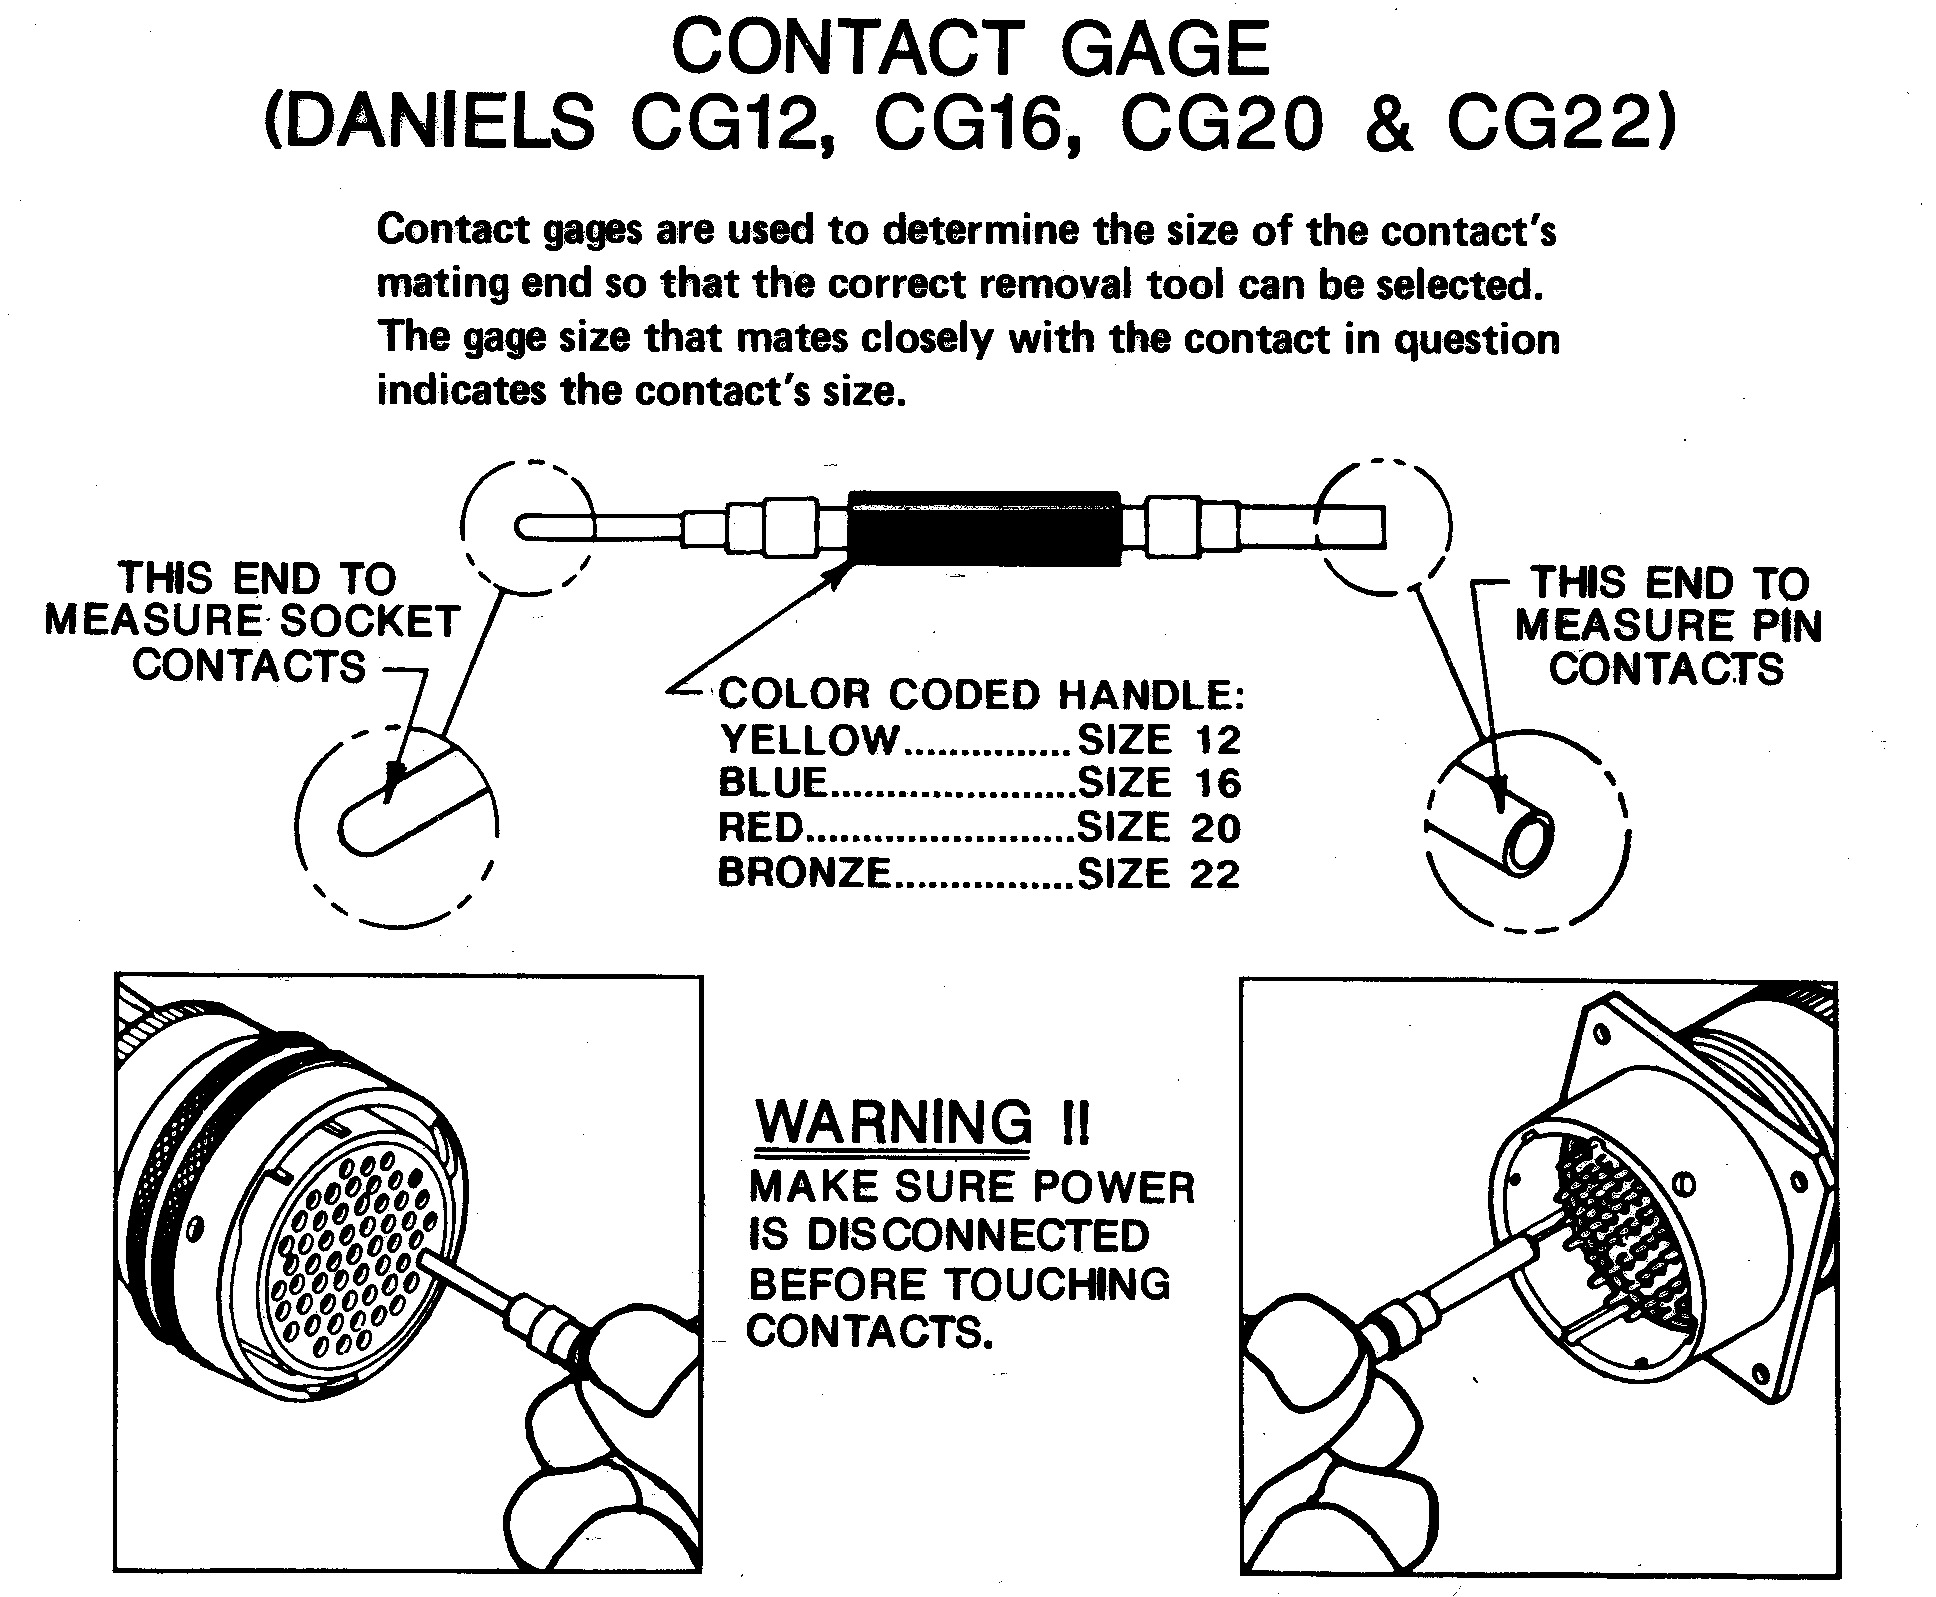 CONTACT GAGE
(DANIELS CG12, CG16, CG20 & CG22)
Contact gages are used to determine the size of the contact's
mating end so that the correct removal tool can be selected.
The gage size that mates closely with the contact in question
indicates the contact's size.
THIS END TO
MEASURE SOCKET
CONTACTS
THIS END TO
MEASURE PIN
CONTACTS
COLOR CODED HANDLE:
YELLOW...............SIZE 12
BLUE......................SIZE 16
RED........................SIZE 20
BRONZE................SIZE 22
WARNING !!
MAKE SURE POWER
IS DISCONNECTED
BEFORE TOUCHING
CONTACTS.